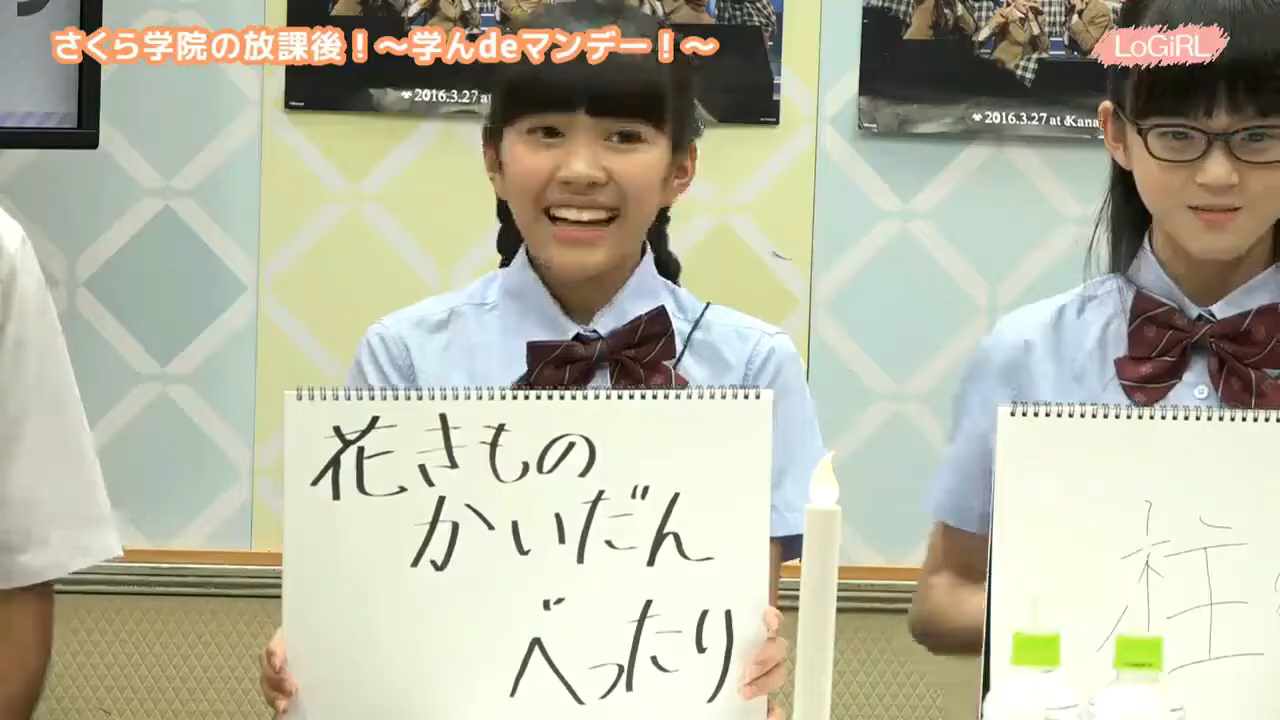 さくら学院の放課後！〜学んdeマンデー！〜
LoGiRL
2016.3.27 at
2016.3.27 at Kana
花きもの
かいだん
べったり
柱